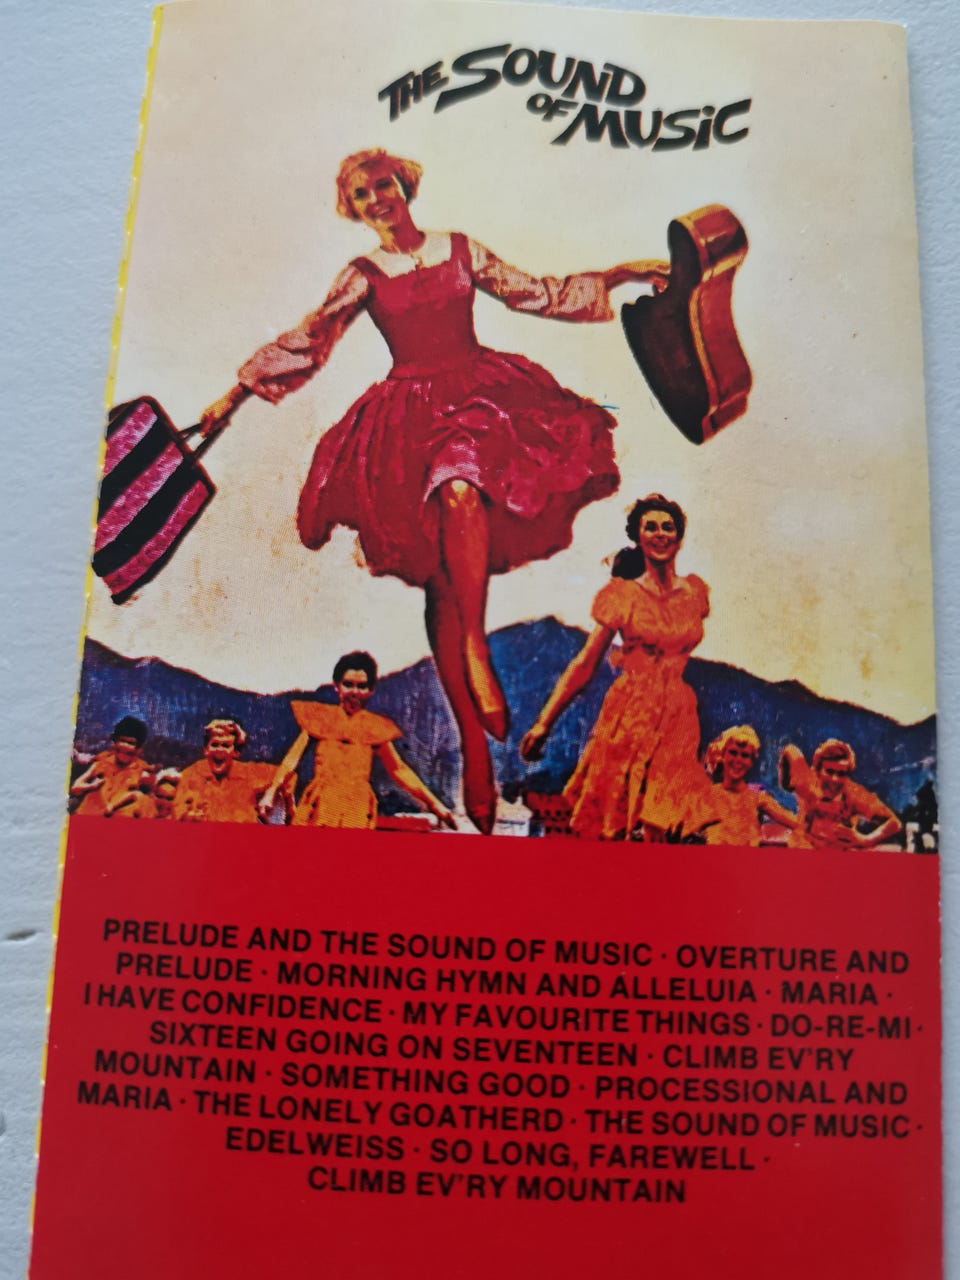 THE SOUND
OF MUSIC
PRELUDE AND THE SOUND OF MUSIC · OVERTURE AND
PRELUDE · MORNING HYMN AND ALLELUIA · MARIA ·
I HAVE CONFIDENCE · MY FAVOURITE THINGS · DO-RE-MI ·
SIXTEEN GOING ON SEVENTEEN · CLIMB EV'RY
MOUNTAIN · SOMETHING GOOD · PROCESSIONAL AND
MARIA · THE LONELY GOATHERD · THE SOUND OF MUSIC ·
EDELWEISS · SO LONG, FAREWELL ·
CLIMB EV'RY MOUNTAIN